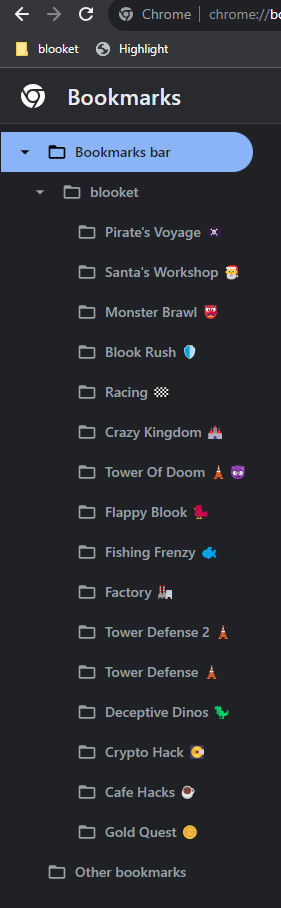 Chrome | chrome://bo
blooket Highlight
Bookmarks
Bookmarks bar
blooket
Pirate's Voyage 🏴‍☠️
Santa's Workshop 🎅
Monster Brawl 👹
Blook Rush 🛡️
Racing 🏁
Crazy Kingdom 🏰
Tower Of Doom 🗼 😈
Flappy Blook 🦤
Fishing Frenzy 🐟
Factory 🏭
Tower Defense 2 🗼
Tower Defense 🗼
Deceptive Dinos 🦖
Crypto Hack 💽
Cafe Hacks ☕
Gold Quest 🪙
Other bookmarks